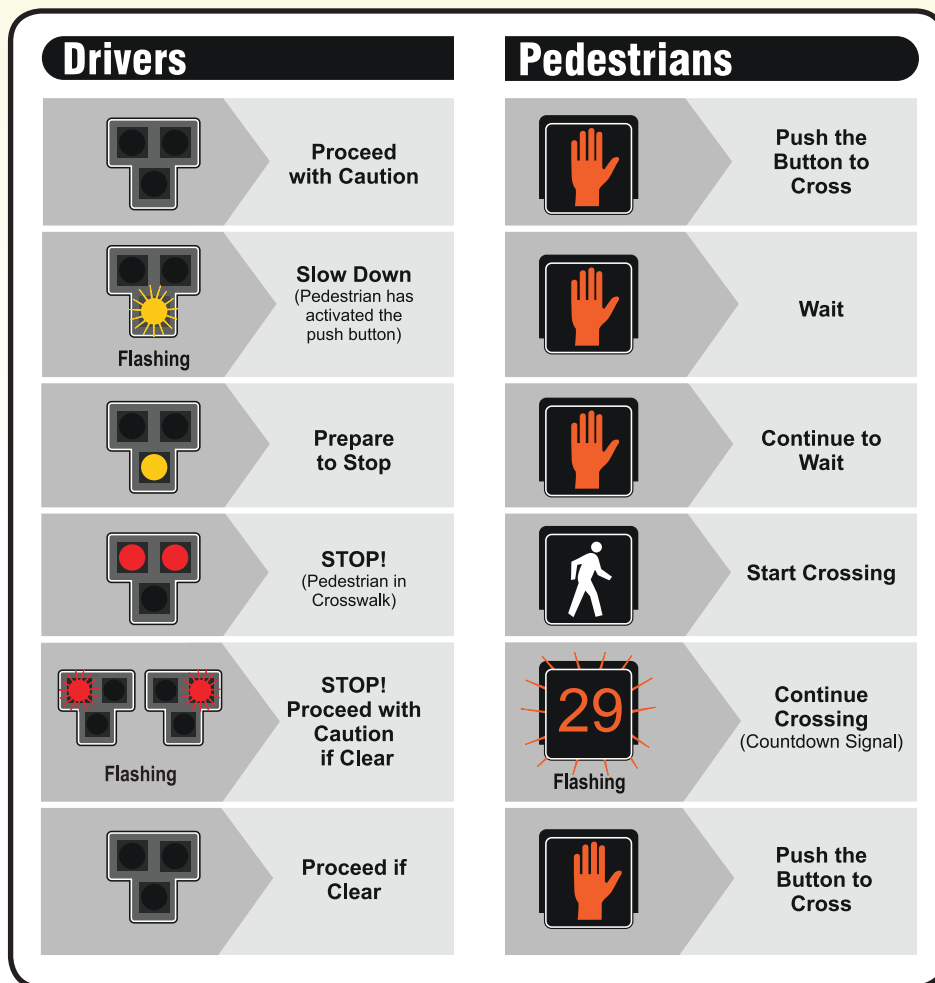 Drivers
Pedestrians
Proceed
with Caution
Push the
Button to
Cross
Slow Down
(Pedestrian has
activated the
push button)
Flashing
Wait
Prepare
to Stop
Continue to
Wait
STOP!
(Pedestrian in
Crosswalk)
Start Crossing
STOP!
Proceed with
Caution
if Clear
Flashing
29
Flashing
Continue
Crossing
(Countdown Signal)
Proceed if
Clear
Push the
Button to
Cross